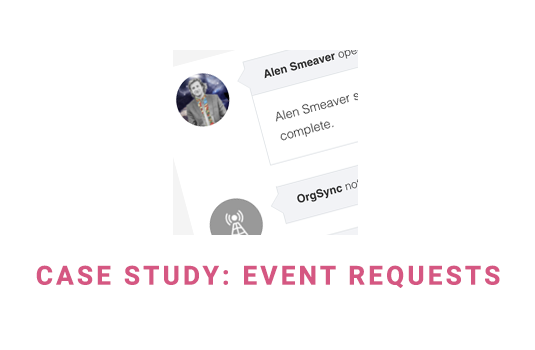 Alen Smeaver
Alen Smeaver
complete.
OrgSync
CASE STUDY: EVENT REQUESTS